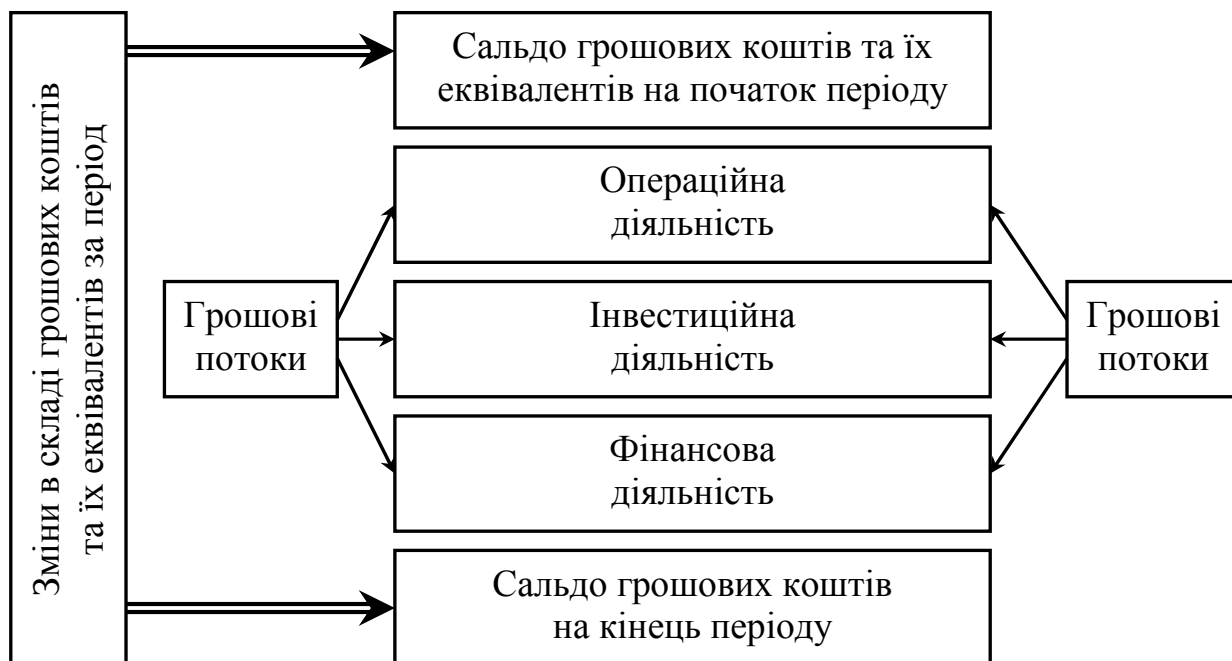 Зміни в складі грошових коштів
та їх еквівалентів за період
Сальдо грошових коштів та їх
еквівалентів на початок періоду
Операційна
діяльність
Грошові
потоки
Інвестиційна
діяльність
Грошові
потоки
Фінансова
діяльність
Сальдо грошових коштів
на кінець періоду